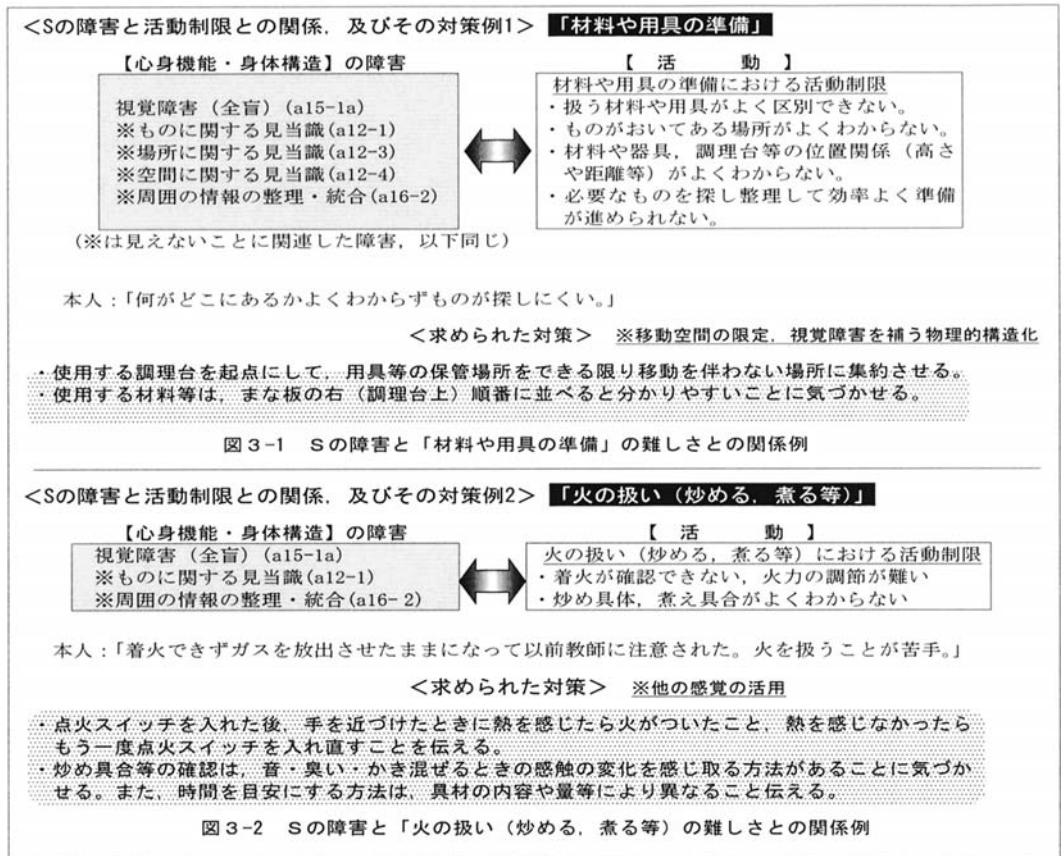 <Sの障害と活動制限との関係，及びその対策例1> 「材料や用具の準備」
【心身機能・身体構造】の障害
視覚障害（全盲）(a15-1a)
※ものに関する見当識(a12-1)
※場所に関する見当識(a12-3)
※空間に関する見当識(a12-4)
※周囲の情報の整理・統合(a16-2)
【　活　　動　】
材料や用具の準備における活動制限
・扱う材料や用具がよく区別できない。
・ものがおいてある場所がよくわからない。
・材料や器具，調理台等の位置関係（高さ
や距離等）がよくわからない。
・必要なものを探し整理して効率よく準備
が進められない。
(※は見えないことに関連した障害，以下同じ)
本人：「何がどこにあるかよくわからずものが探しにくい。」
＜求められた対策＞　※移動空間の限定，視覚障害を補う物理的構造化
・使用する調理台を起点にして，用具等の保管場所をできる限り移動を伴わない場所に集約させる。
・使用する材料等は，まな板の右（調理台上）順番に並べると分かりやすいことに気づかせる。
図３-1　Ｓの障害と「材料や用具の準備」の難しさとの関係例
<Sの障害と活動制限との関係，及びその対策例2> 「火の扱い（炒める，煮る等）」
【心身機能・身体構造】の障害
視覚障害（全盲）(a15-1a)
※ものに関する見当識(a12-1)
※周囲の情報の整理・統合(a16-2)
【　活　　動　】
火の扱い（炒める，煮る等）における活動制限
・着火が確認できない，火力の調節が難い
・炒め具体，煮え具合がよくわからない
本人：「着火できずガスを放出させたままになって以前教師に注意された。火を扱うことが苦手。」
＜求められた対策＞　※他の感覚の活用
・点火スイッチを入れた後，手を近づけたときに熱を感じたら火がついたこと，熱を感じなかったら
もう一度点火スイッチを入れ直すことを伝える。
・炒め具合等の確認は，音・臭い・かき混ぜるときの感触の変化を感じ取る方法があることに気づか
せる。また，時間を目安にする方法は，具材の内容や量等により異なること伝える。
図３-2　Ｓの障害と「火の扱い（炒める，煮る等）の難しさとの関係例